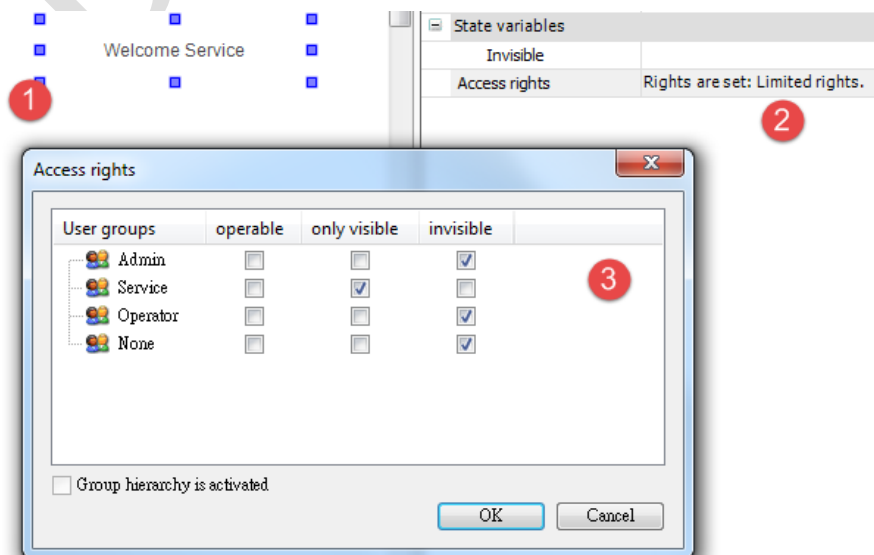 State variables
Welcome Service
Invisible
Access rights Rights are set: Limited rights.
1
2
Access rights
User groups operable only visible invisible
Admin
Service
3
Operator
None
Group hierarchy is activated
OK Cancel